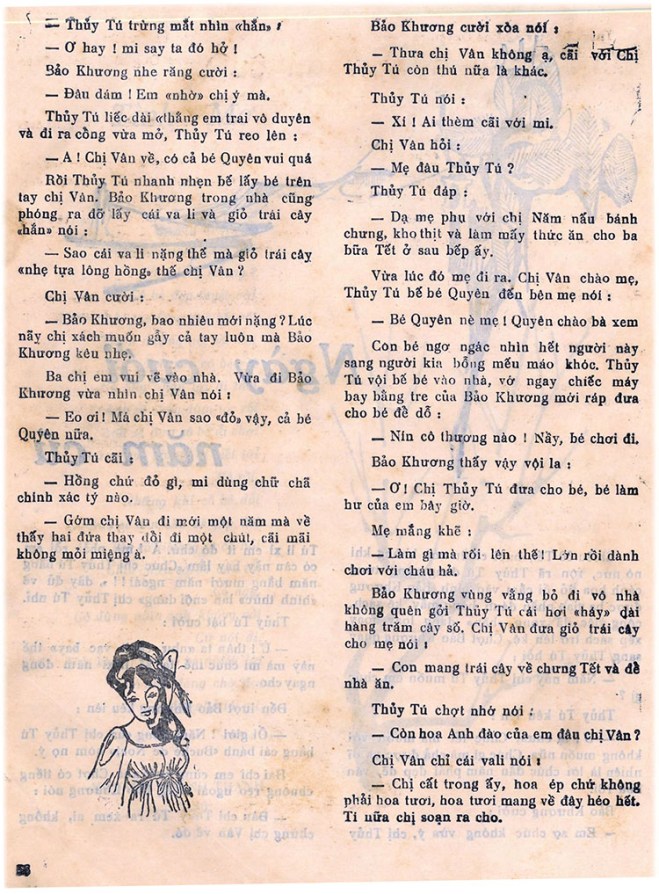 — Thủy Tú trừng mắt nhìn «hắn» :
— Ơ hay ! mi say ta đó hở !
Bảo Khương nhe răng cười :
— Đâu dám ! Em «nhờ» chị ý mà.
Thủy Tú liếc dài «thằng em trai vô duyên
và đi ra cổng vừa mở, Thủy Tú reo lên :
— A ! Chị Vân về, có cả bé Quyên vui quá
Rồi Thủy Tú nhanh nhẹn bế lấy bé trên
tay chị Vân. Bảo Khương trong nhà cũng
phóng ra đỡ lấy cái va li và giỏ trái cây
«hắn» nói :
— Sao cái va li nặng thế mà giỏ trái cây
«nhẹ tựa lông hồng» thế chị Vân ?
Chị Vân cười :
— Bảo Khương, bao nhiêu mới nặng ? Lúc
nãy chị xách muốn gẫy cả tay luôn mà Bảo
Khương kêu nhẹ.
Ba chị em vui vẽ vào nhà. Vừa đi Bảo
Khương vừa nhìn chị Vân nói :
— Eo ơi ! Má chị Vân sao «đỏ» vậy, cả bé
Quyên nữa.
Thủy Tú cãi :
— Hồng chứ đỏ gì, mi dùng chữ chã
chính xác tý nào.
— Gớm chị Vân đi mới một năm mà về
thấy hai đứa thay đổi đi một chút, cãi mãi
không mỏi miệng à.
Bảo Khương cười xòa nói :
— Thưa chị Vân không ạ, cãi với Chị
Thủy Tú còn thú nữa là khác.
Thủy Tú nói :
— Xí ! Ai thèm cãi với mi.
Chị Vân hỏi :
— Mẹ đâu Thủy Tú ?
Thủy Tú đáp :
— Dạ mẹ phu với chị Năm nấu bánh
chưng, kho thịt và làm mấy thức ăn cho ba
bữa Tết ở sau bếp ấy.
Vừa lúc đó mẹ đi ra. Chị Vân chào mẹ,
Thủy Tú bế bé Quyên đến bên mẹ nói :
— Bé Quyên nè mẹ ! Quyên chào bà xem
Con bé ngơ ngác nhìn hết người này
sang người kia bỗng mếu máo khóc. Thủy
Tú vội bế bé vào nhà, vớ ngay chiếc máy
bay bằng tre của Bảo Khương mới ráp đưa
cho bé để dỗ :
— Nín cô thương nào ! Nầy, bé chơi đi.
Bảo Khương thấy vậy vội la :
— Ơ! Chị Thủy Tú đưa cho bé, bé làm
hư của em bây giờ.
Mẹ mắng khẽ :
— Làm gì mà rối lên thế ! Lớn rồi dành
chơi với cháu hả.
Bảo Khương vùng vằng bỏ đi vô nhà
không quên gởi Thủy Tú cái hơi «háy» dài
hàng trăm cây số. Chị Vân đưa giỏ trái cây
cho mẹ nói :
— Con mang trái cây về chưng Tết và để
nhà ăn.
Thủy Tú chợt nhớ nói :
— Còn hoa Anh đào của em đâu chị Vân ?
Chị Vân chỉ cái vali nói :
— Chị cất trong ấy, hoa ép chứ không
phải hoa tươi, hoa tươi mang về đây héo hết.
Tí nữa chị soạn ra cho.